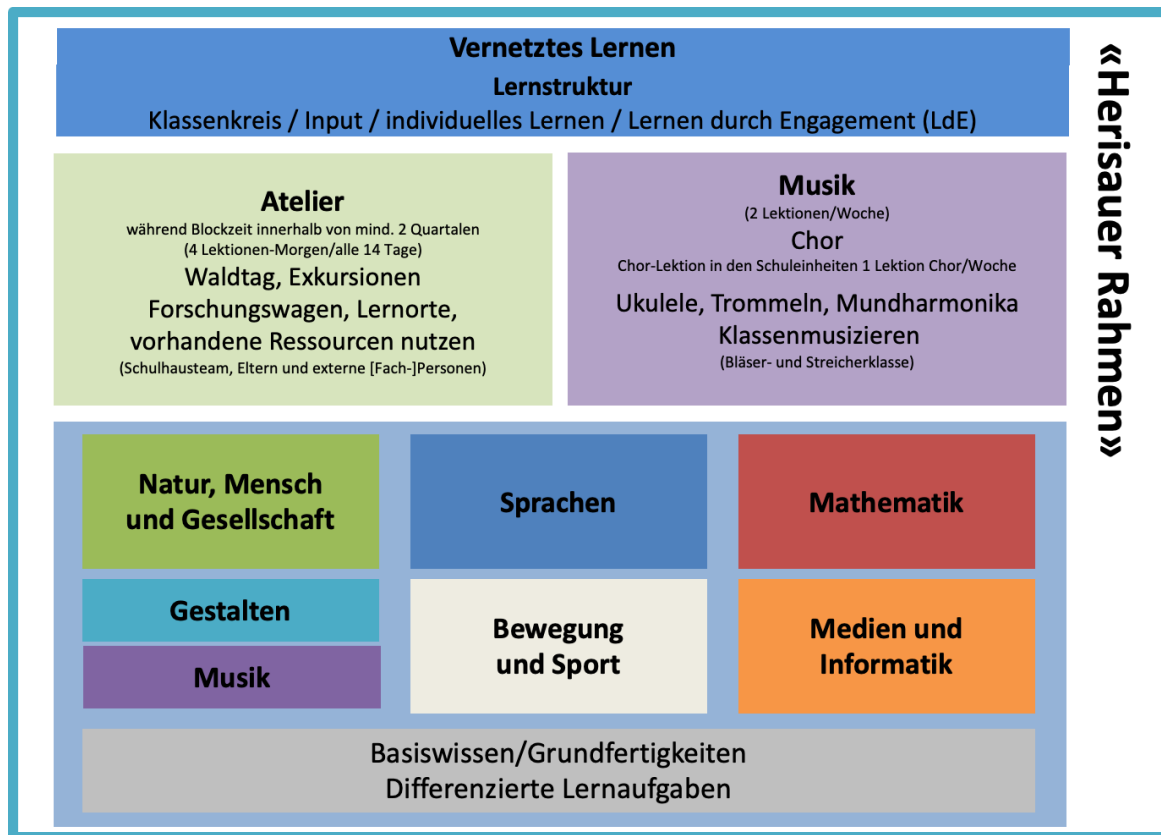 Vernetztes Lernen
Lernstruktur
Klassenkreis / Input / individuelles Lernen / Lernen durch Engagement (LdE)
«Herisauer Rahmen»
Atelier
während Blockzeit innerhalb von mind. 2 Quartalen
(4 Lektionen-Morgen/alle 14 Tage)
Waldtag, Exkursionen
Forschungswagen, Lernorte,
vorhandene Ressourcen nutzen
(Schulhausteam, Eltern und externe [Fach-]Personen)
Musik
(2 Lektionen/Woche)
Chor
Chor-Lektion in den Schuleinheiten 1 Lektion Chor/Woche
Ukulele, Trommeln, Mundharmonika
Klassenmusizieren
(Bläser- und Streicherklasse)
Natur, Mensch
und Gesellschaft
Sprachen
Mathematik
Gestalten
Musik
Bewegung
und Sport
Medien und
Informatik
Basiswissen/Grundfertigkeiten
Differenzierte Lernaufgaben